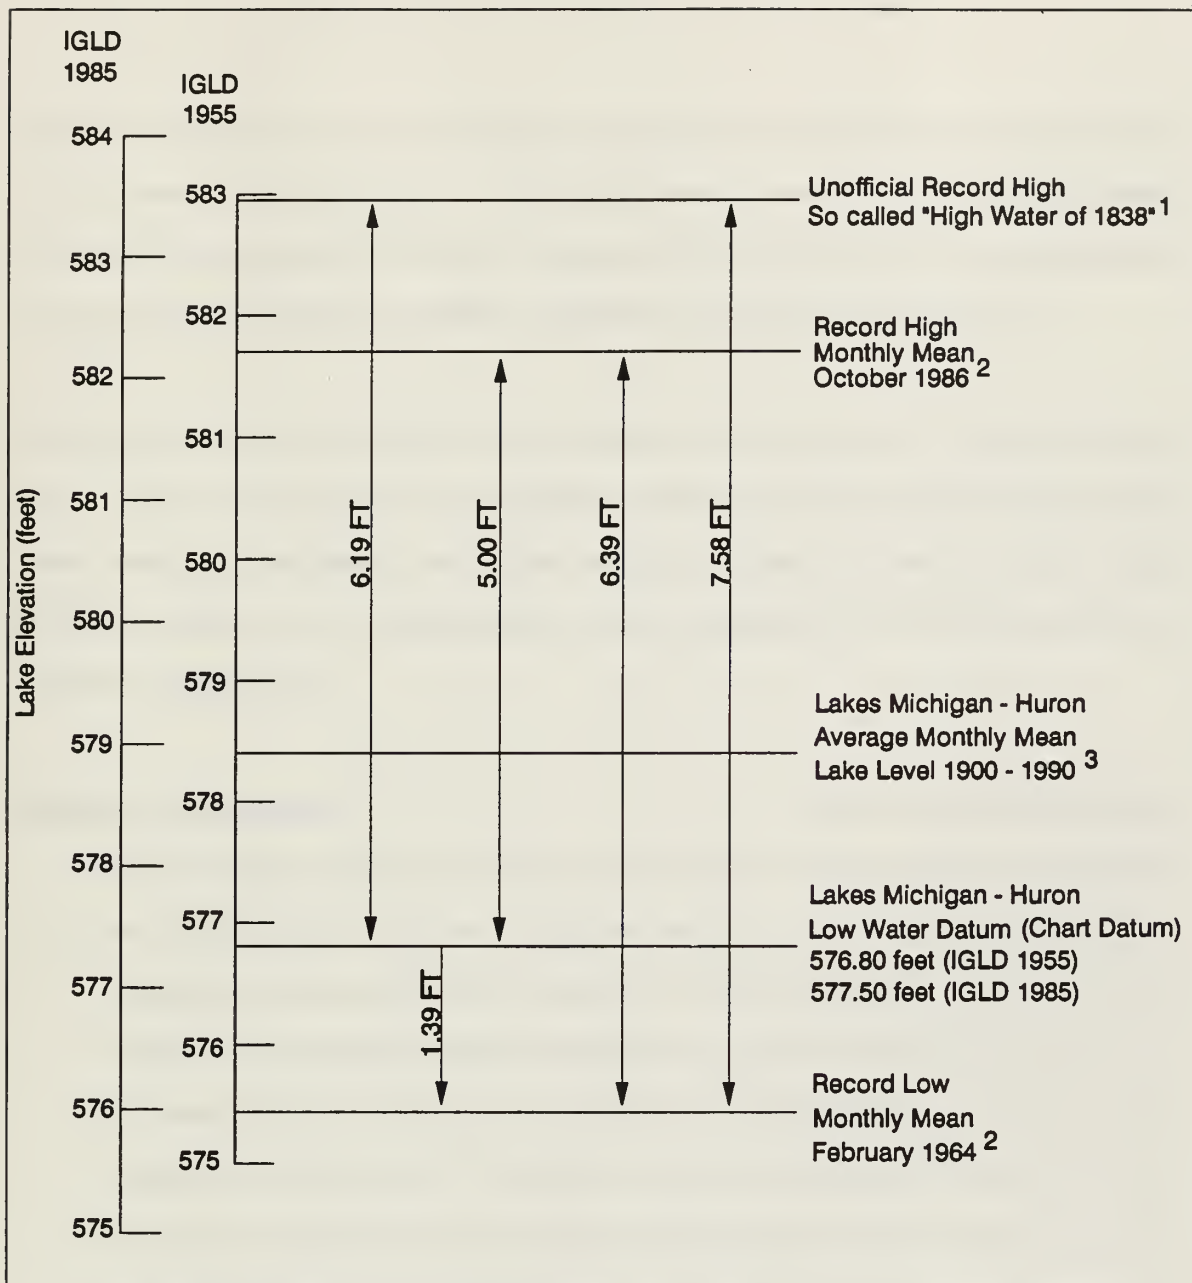 IGLD
1985
IGLD
1955
584
583
582
581
580
579
578
577
576
575
583
582
581
580
579
578
577
576
575
Lake Elevation (feet)
6.19 FT
5.00 FT
6.39 FT
7.58 FT
1.39 FT
Unofficial Record High
So called "High Water of 1838" 1
Record High
Monthly Mean
October 1986 2
Lakes Michigan - Huron
Average Monthly Mean
Lake Level 1900 - 1990 3
Lakes Michigan - Huron
Low Water Datum (Chart Datum)
576.80 feet (IGLD 1955)
577.50 feet (IGLD 1985)
Record Low
Monthly Mean
February 1964 2